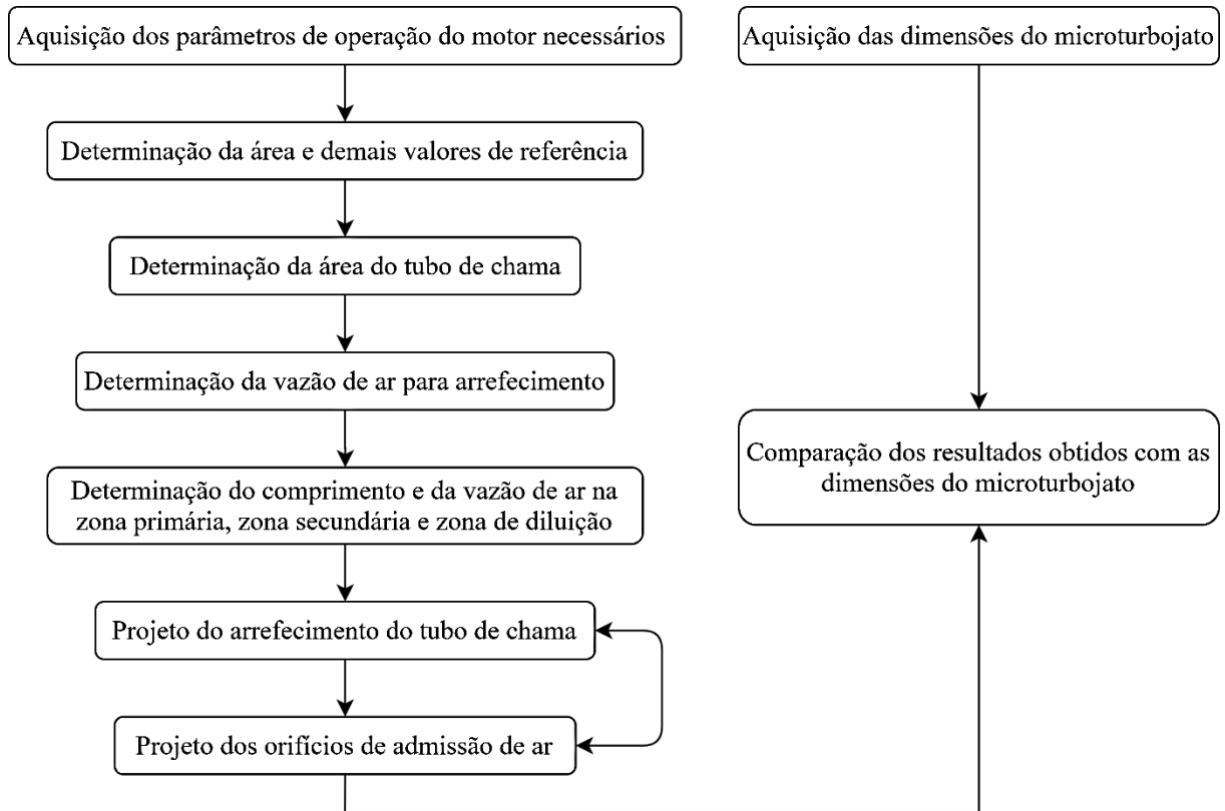 Aquisição dos parâmetros de operação do motor necessários
Determinação da área e demais valores de referência
Determinação da área do tubo de chama
Determinação da vazão de ar para arrefecimento
Determinação do comprimento e da vazão de ar na
zona primária, zona secundária e zona de diluição
Projeto do arrefecimento do tubo de chama
Projeto dos orifícios de admissão de ar
Aquisição das dimensões do microturbojato
Comparação dos resultados obtidos com as
dimensões do microturbojato